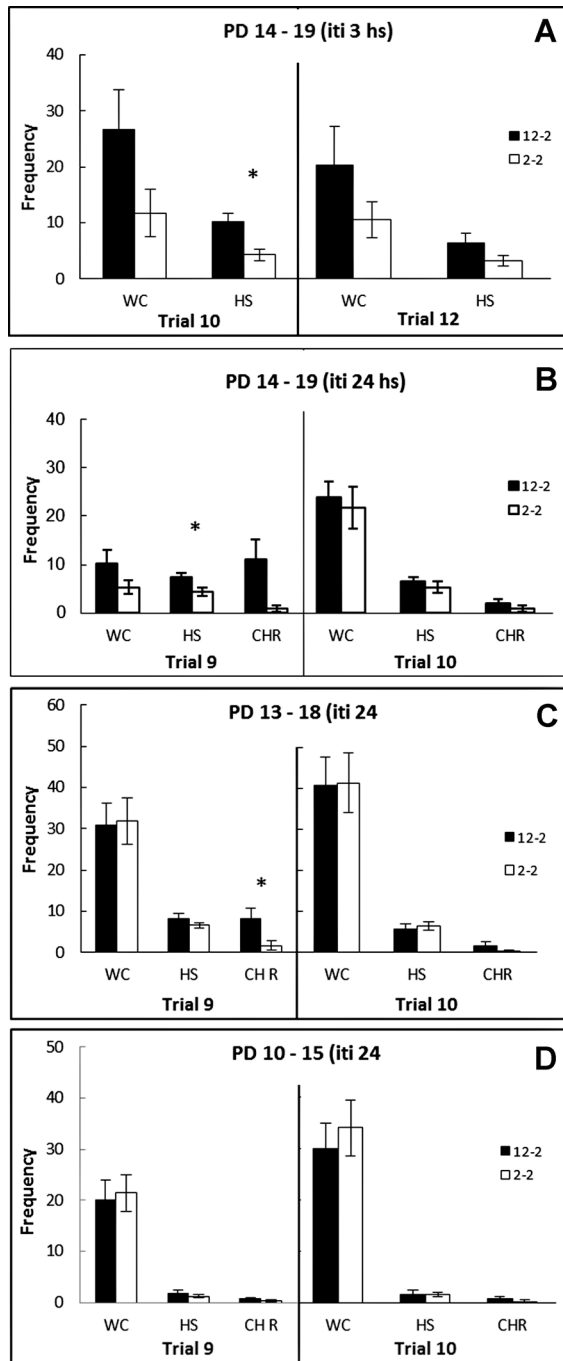 PD 14 - 19 (iti 3 hs)
A
40
30
20
10
0
Frequency
*
12-2
2-2
WC
HS
WC
HS
Trial 10
Trial 12
PD 14 - 19 (iti 24 hs)
B
40
30
20
10
0
Frequency
*
12-2
2-2
WC
HS
CHR
WC
HS
CHR
Trial 9
Trial 10
PD 13 - 18 (iti 24
C
60
50
40
30
20
10
0
Frequency
*
12-2
2-2
WC
HS
CH R
WC
HS
CHR
Trial 9
Trial 10
PD 10 - 15 (iti 24
D
50
40
30
20
10
0
Frequency
12-2
2-2
WC
HS
CH R
WC
HS
CHR
Trial 9
Trial 10